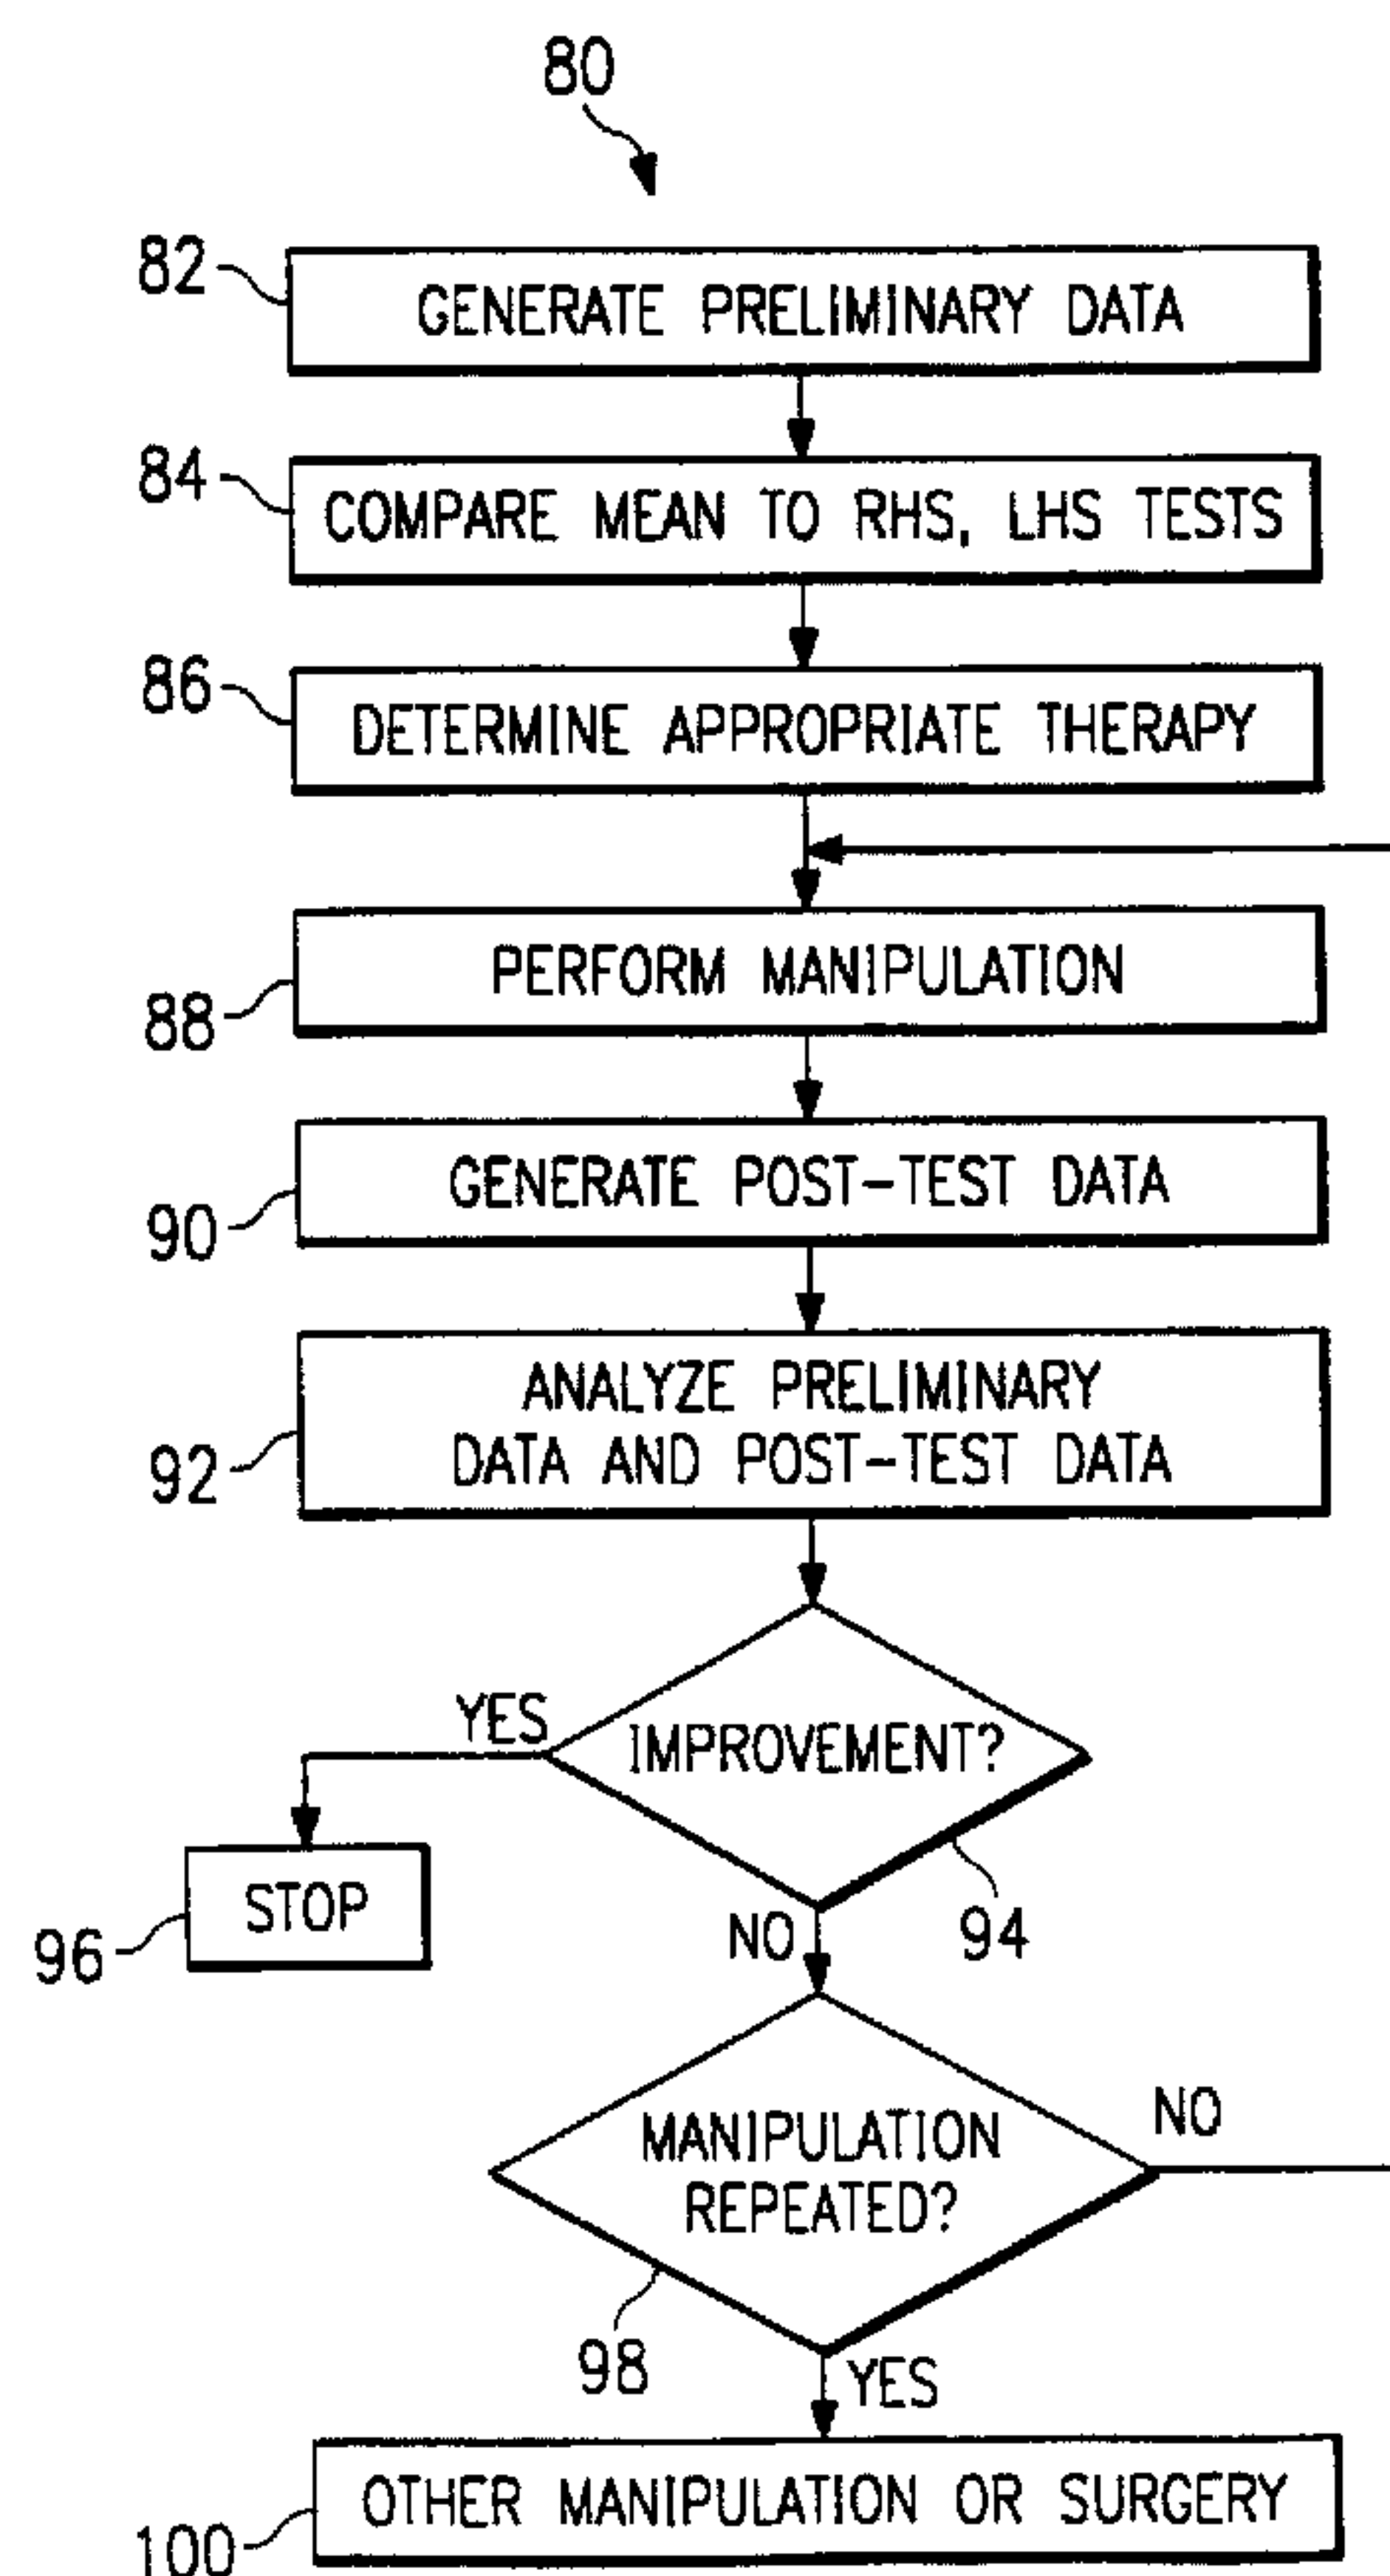 80
82
GENERATE PRELIMINARY DATA
84
COMPARE MEAN TO RHS, LHS TESTS
86
DETERMINE APPROPRIATE THERAPY
PERFORM MANIPULATION
88
GENERATE POST-TEST DATA
90
ANALYZE PRELIMINARY
DATA AND POST-TEST DATA
92
YES
IMPROVEMENT?
STOP
96
NO
94
MANIPULATION
REPEATED?
NO
98
YES
OTHER MANIPULATION OR SURGERY
100